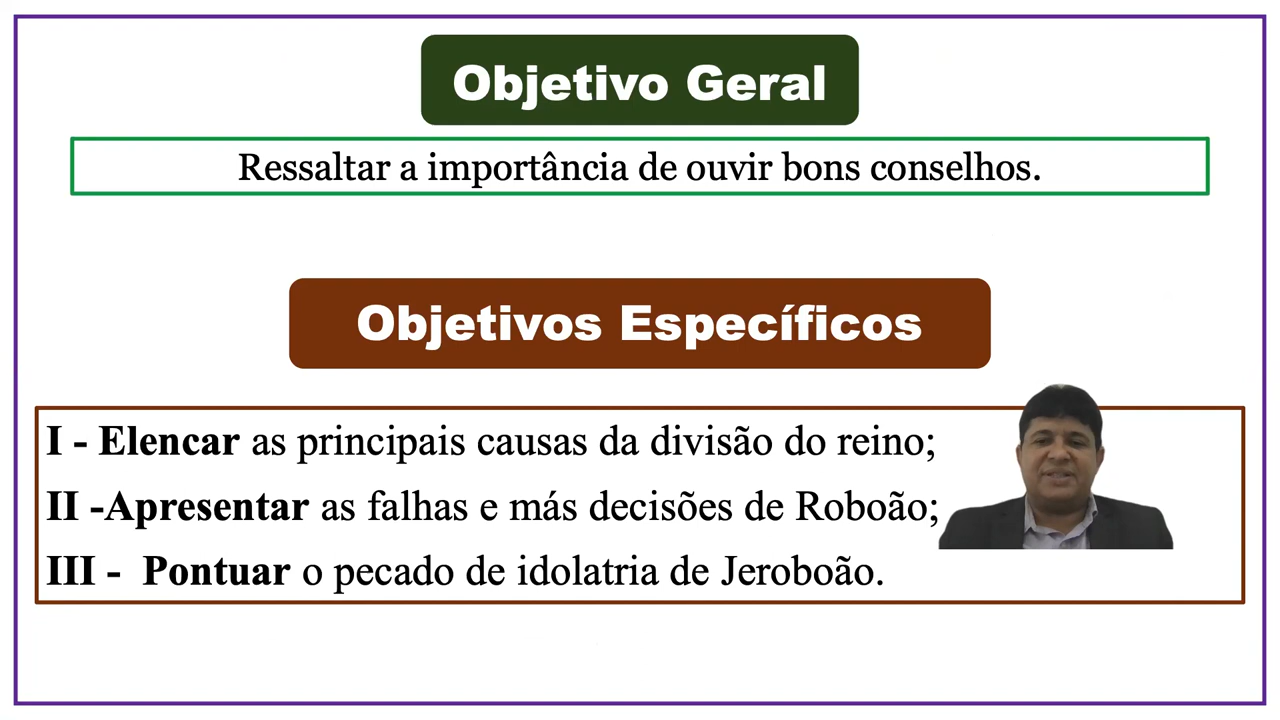 Objetivo Geral
Ressaltar a importância de ouvir bons conselhos.
Objetivos Específicos
I - Elencar as principais causas da divisão do reino;
II -Apresentar as falhas e más decisões de Roboão;
III -  Pontuar o pecado de idolatria de Jeroboão.